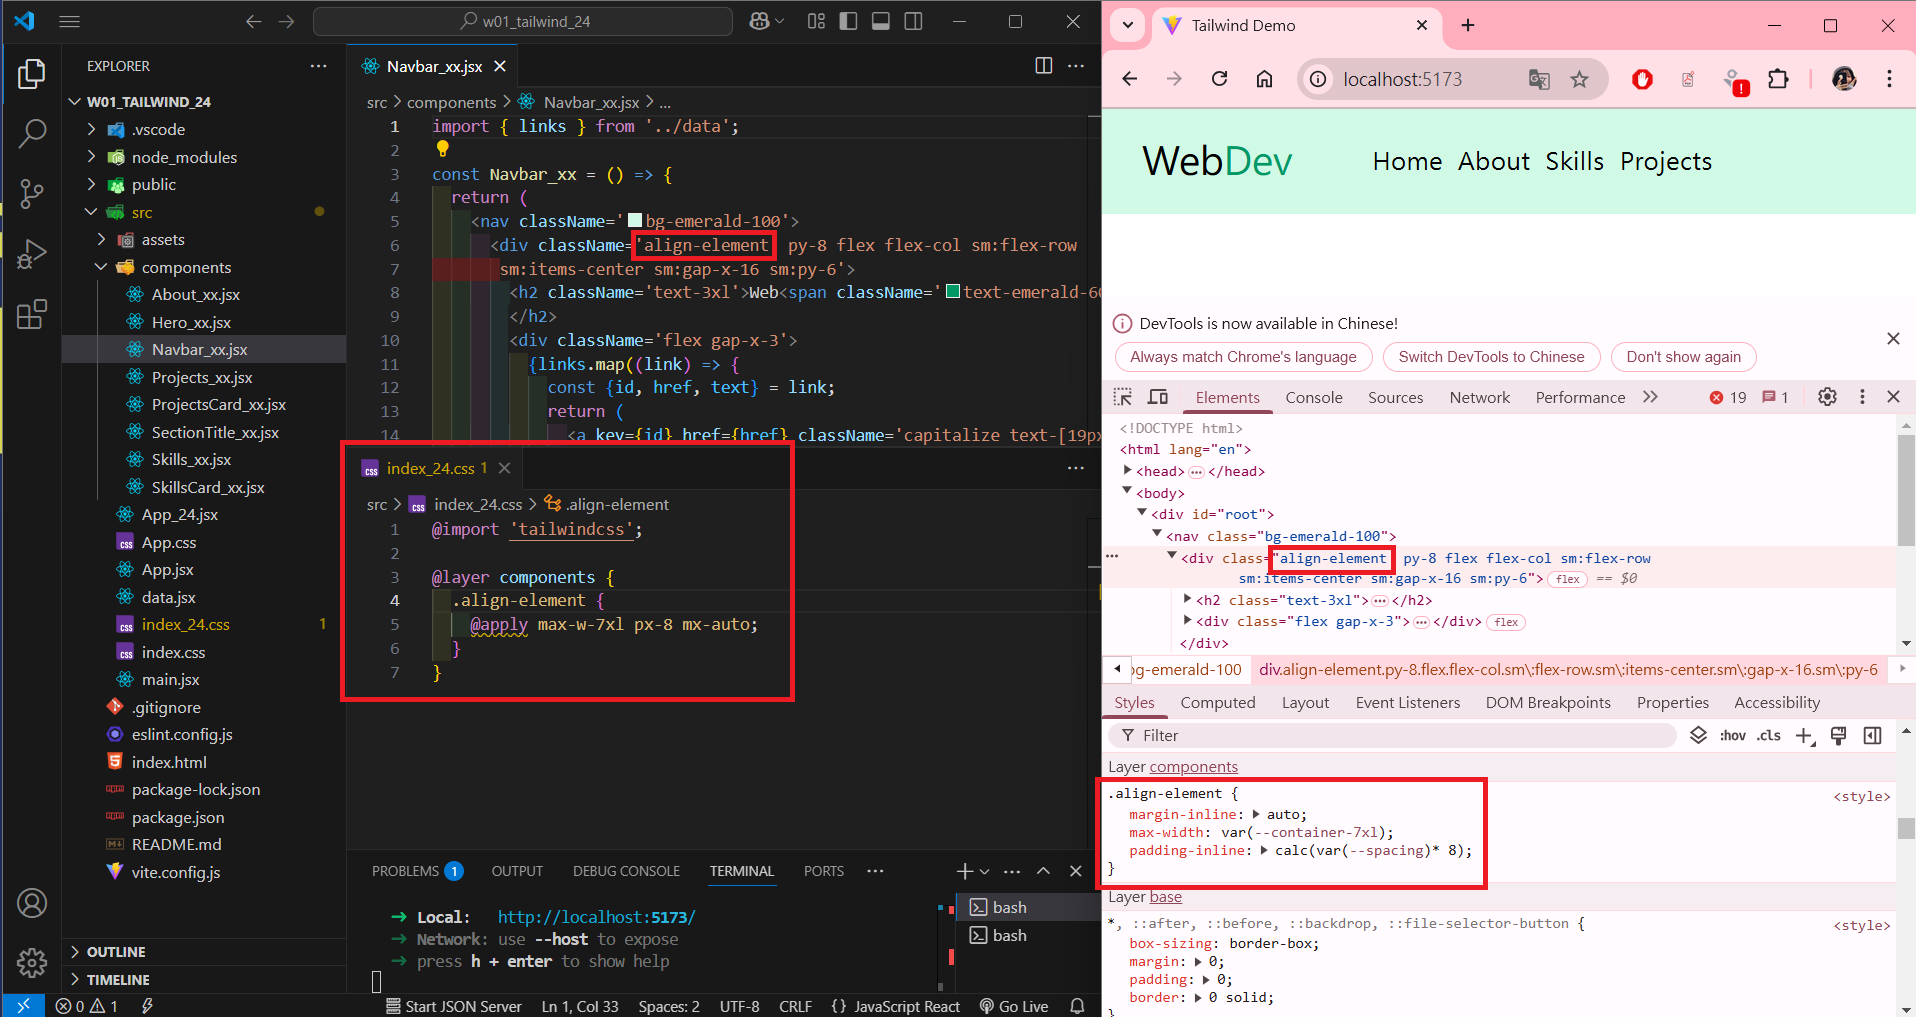 w01_tailwind_24
EXPLORER
W01_TAILWIND_24
.vscode
node_modules
public
src
assets
components
About_xx.jsx
Hero_xx.jsx
Navbar_xx.jsx
Projects_xx.jsx
ProjectsCard_xx.jsx
SectionTitle_xx.jsx
Skills_xx.jsx
SkillsCard_xx.jsx
App_24.jsx
App.css
App.jsx
data.jsx
index_24.css 1
index.css
main.jsx
.gitignore
eslint.config.js
index.html
package-lock.json
package.json
README.md
vite.config.js
OUTLINE
TIMELINE
Navbar_xx.jsx
src > components > Navbar_xx.jsx > ...
1 import { links } from '../data';
2
3 const Navbar_xx = () => {
4 return (
5 <nav className='bg-emerald-100'>
6 <div className='align-element py-8 flex flex-col sm:flex-row
7 sm:items-center sm:gap-x-16 sm:py-6'>
8 <h2 className='text-3xl'>Web<span className='text-emerald-6
9 </h2>
10 <div className='flex gap-x-3'>
11 {links.map((link) => {
12 const {id, href, text} = link;
13 return (
14 <a key={id} href={href} className='capitalize text-[19p
index_24.css 1
src > index_24.css > .align-element
1 @import 'tailwindcss';
2
3 @layer components {
4 .align-element {
5 @apply max-w-7xl px-8 mx-auto;
6 }
7 }
PROBLEMS 1 OUTPUT DEBUG CONSOLE TERMINAL PORTS
➜ Local: http://localhost:5173/
➜ Network: use --host to expose
➜ press h + enter to show help
bash
bash
0 1 Start JSON Server Ln 1, Col 33 Spaces: 2 UTF-8 CRLF {} JavaScript React Go Live
Tailwind Demo
localhost:5173
WebDev Home About Skills Projects
DevTools is now available in Chinese!
Always match Chrome's language Switch DevTools to Chinese Don't show again
Elements Console Sources Network Performance 19 1
<!DOCTYPE html>
<html lang="en">
<head> … </head>
<body>
<div id="root">
<nav class="bg-emerald-100">
<div class="align-element py-8 flex flex-col sm:flex-row
sm:items-center sm:gap-x-16 sm:py-6"> flex == $0
<h2 class="text-3xl"> … </h2>
<div class="flex gap-x-3"> … </div> flex
</div>
bg-emerald-100 div.align-element.py-8.flex.flex-col.sm\:flex-row.sm\:items-center.sm\:gap-x-16.sm\:py-6
Styles Computed Layout Event Listeners DOM Breakpoints Properties Accessibility
Filter :hov .cls
Layer components
.align-element { <style>
margin-inline: auto;
max-width: var(--container-7xl);
padding-inline: calc(var(--spacing)* 8);
}
Layer base
*, ::after, ::before, ::backdrop, ::file-selector-button { <style>
box-sizing: border-box;
margin: 0;
padding: 0;
border: 0 solid;
}